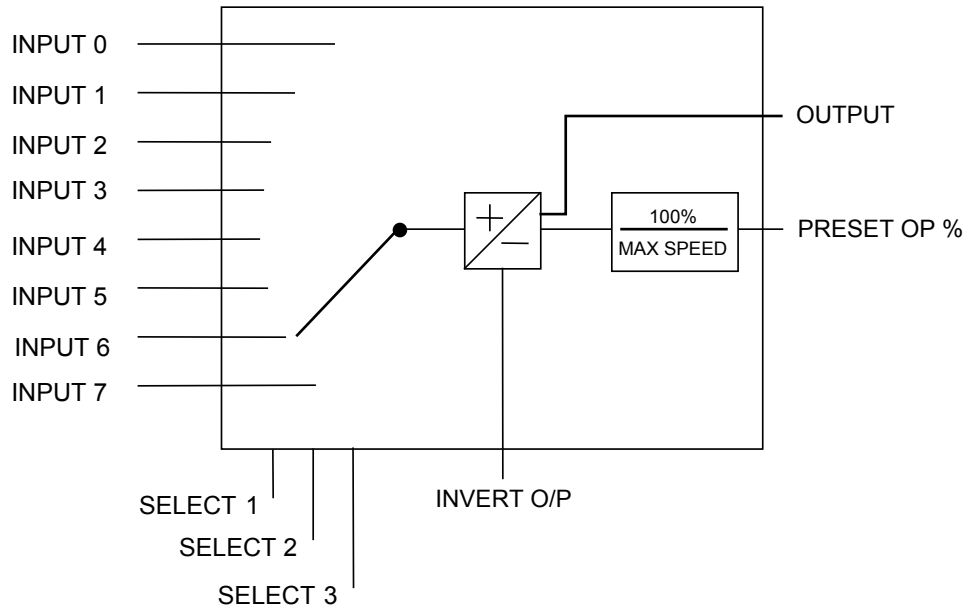 INPUT 0
INPUT 1
INPUT 2
INPUT 3
INPUT 4
INPUT 5
INPUT 6
INPUT 7
OUTPUT
+
—
100%
MAX SPEED
PRESET OP %
SELECT 1
SELECT 2
SELECT 3
INVERT O/P